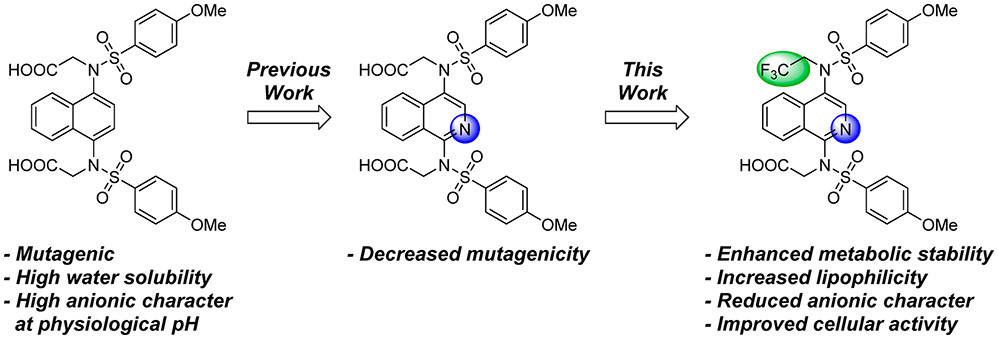 OMe
O
HOOC
N
S
O
HOOC
N
O
S
O
OMe
- Mutagenic
- High water solubility
- High anionic character
at physiological pH
Previous
Work
OMe
O
HOOC
N
S
O
N
HOOC
N
O
S
O
OMe
- Decreased mutagenicity
This
Work
OMe
O
F3C
N
S
O
N
HOOC
N
O
S
O
OMe
- Enhanced metabolic stability
- Increased lipophilicity
- Reduced anionic character
- Improved cellular activity